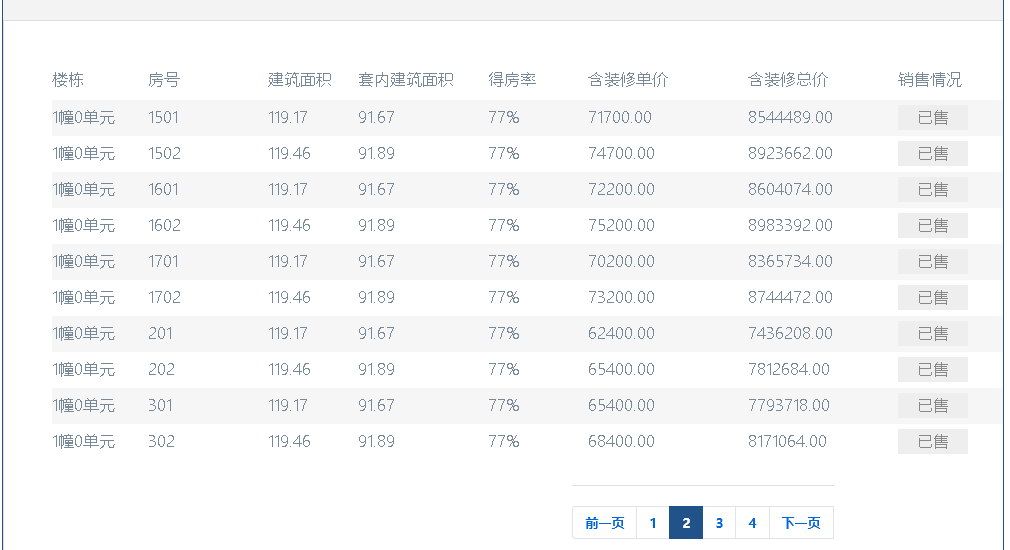 楼栋 房号 建筑面积 套内建筑面积 得房率 含装修单价 含装修总价 销售情况
1幢0单元 1501 119.17 91.67 77% 71700.00 8544489.00 已售
1幢0单元 1502 119.46 91.89 77% 74700.00 8923662.00 已售
1幢0单元 1601 119.17 91.67 77% 72200.00 8604074.00 已售
1幢0单元 1602 119.46 91.89 77% 75200.00 8983392.00 已售
1幢0单元 1701 119.17 91.67 77% 70200.00 8365734.00 已售
1幢0单元 1702 119.46 91.89 77% 73200.00 8744472.00 已售
1幢0单元 201 119.17 91.67 77% 62400.00 7436208.00 已售
1幢0单元 202 119.46 91.89 77% 65400.00 7812684.00 已售
1幢0单元 301 119.17 91.67 77% 65400.00 7793718.00 已售
1幢0单元 302 119.46 91.89 77% 68400.00 8171064.00 已售
前一页 1 2 3 4 下一页